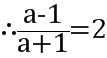 ∴ a-1/a+1 = 2